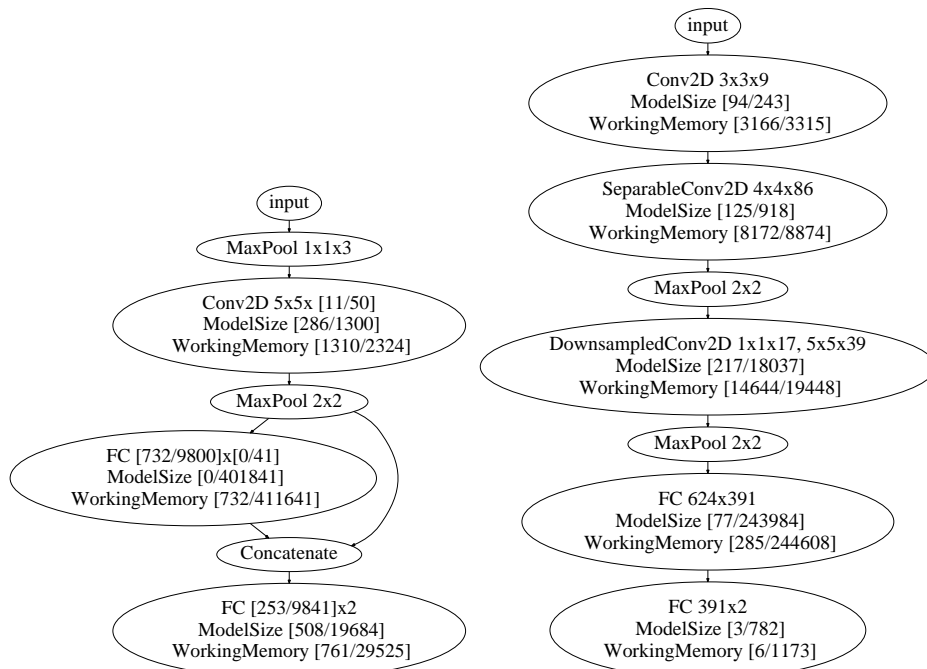 input
MaxPool 1x1x3
Conv2D 5x5x [11/50]
ModelSize [286/1300]
WorkingMemory [1310/2324]
MaxPool 2x2
FC [732/9800]x[0/41]
ModelSize [0/401841]
WorkingMemory [732/411641]
Concatenate
FC [253/9841]x2
ModelSize [508/19684]
WorkingMemory [761/29525]
input
Conv2D 3x3x9
ModelSize [94/243]
WorkingMemory [3166/3315]
SeparableConv2D 4x4x86
ModelSize [125/918]
WorkingMemory [8172/8874]
MaxPool 2x2
DownsampledConv2D 1x1x17, 5x5x39
ModelSize [217/18037]
WorkingMemory [14644/19448]
MaxPool 2x2
FC 624x391
ModelSize [77/243984]
WorkingMemory [285/244608]
FC 391x2
ModelSize [3/782]
WorkingMemory [6/1173]